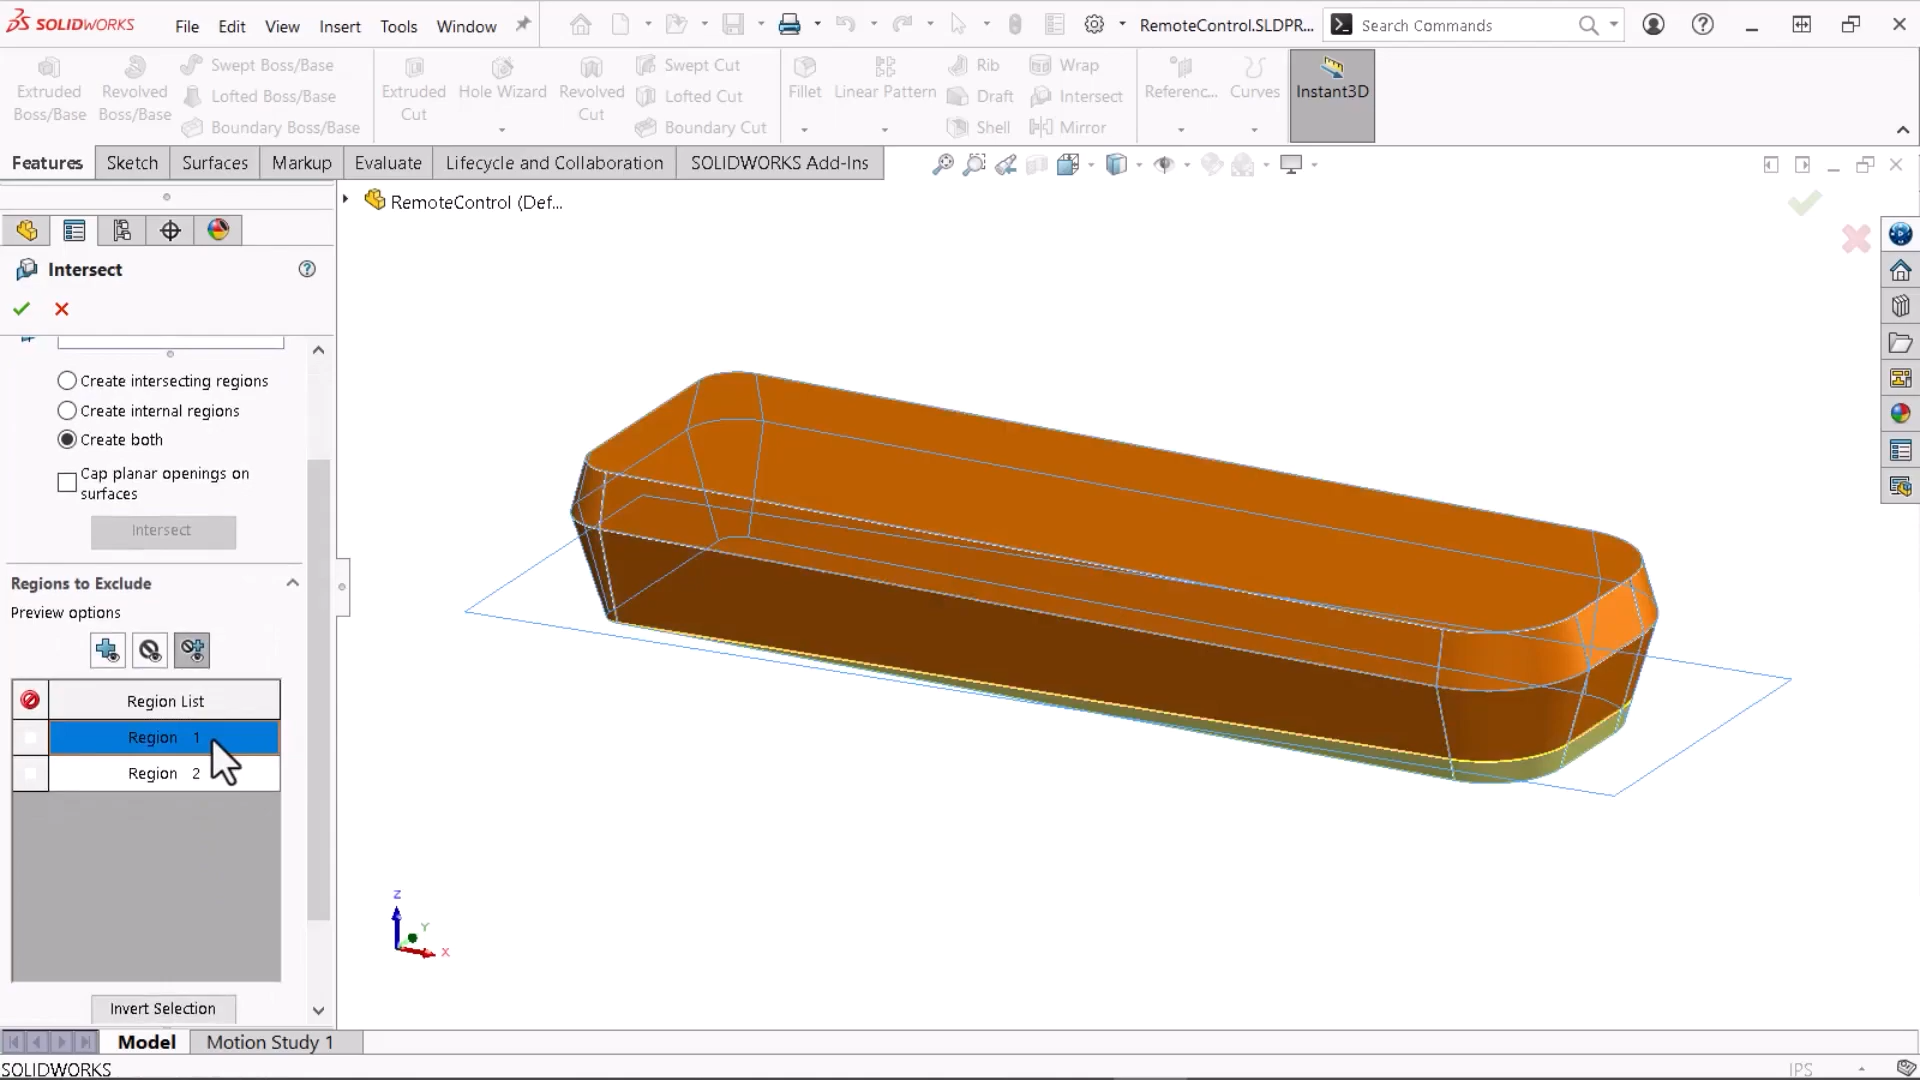 SOLIDWORKS File Edit View Insert Tools Window RemoteControl.SLDPR... Search Commands
Extruded Boss/Base
Revolved Boss/Base
Swept Boss/Base
Lofted Boss/Base
Boundary Boss/Base
Extruded Cut
Hole Wizard
Revolved Cut
Swept Cut
Lofted Cut
Boundary Cut
Fillet
Linear Pattern
Rib
Draft
Shell
Wrap
Intersect
Mirror
Referenc...
Curves
Instant3D
Features Sketch Surfaces Markup Evaluate Lifecycle and Collaboration SOLIDWORKS Add-Ins
RemoteControl (Def...
Intersect
Create intersecting regions
Create internal regions
Create both
Cap planar openings on
surfaces
Intersect
Regions to Exclude
Preview options
Region List
Region 1
Region 2
Invert Selection
Z
Y
X
Model Motion Study 1
SOLIDWORKS IPS